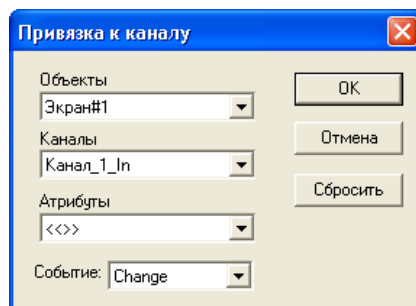 Привязка к каналу
Объекты
Экран#1
Каналы
Канал_1_In
Атрибуты
<<>>
Событие: Change
OK
Отмена
Сбросить